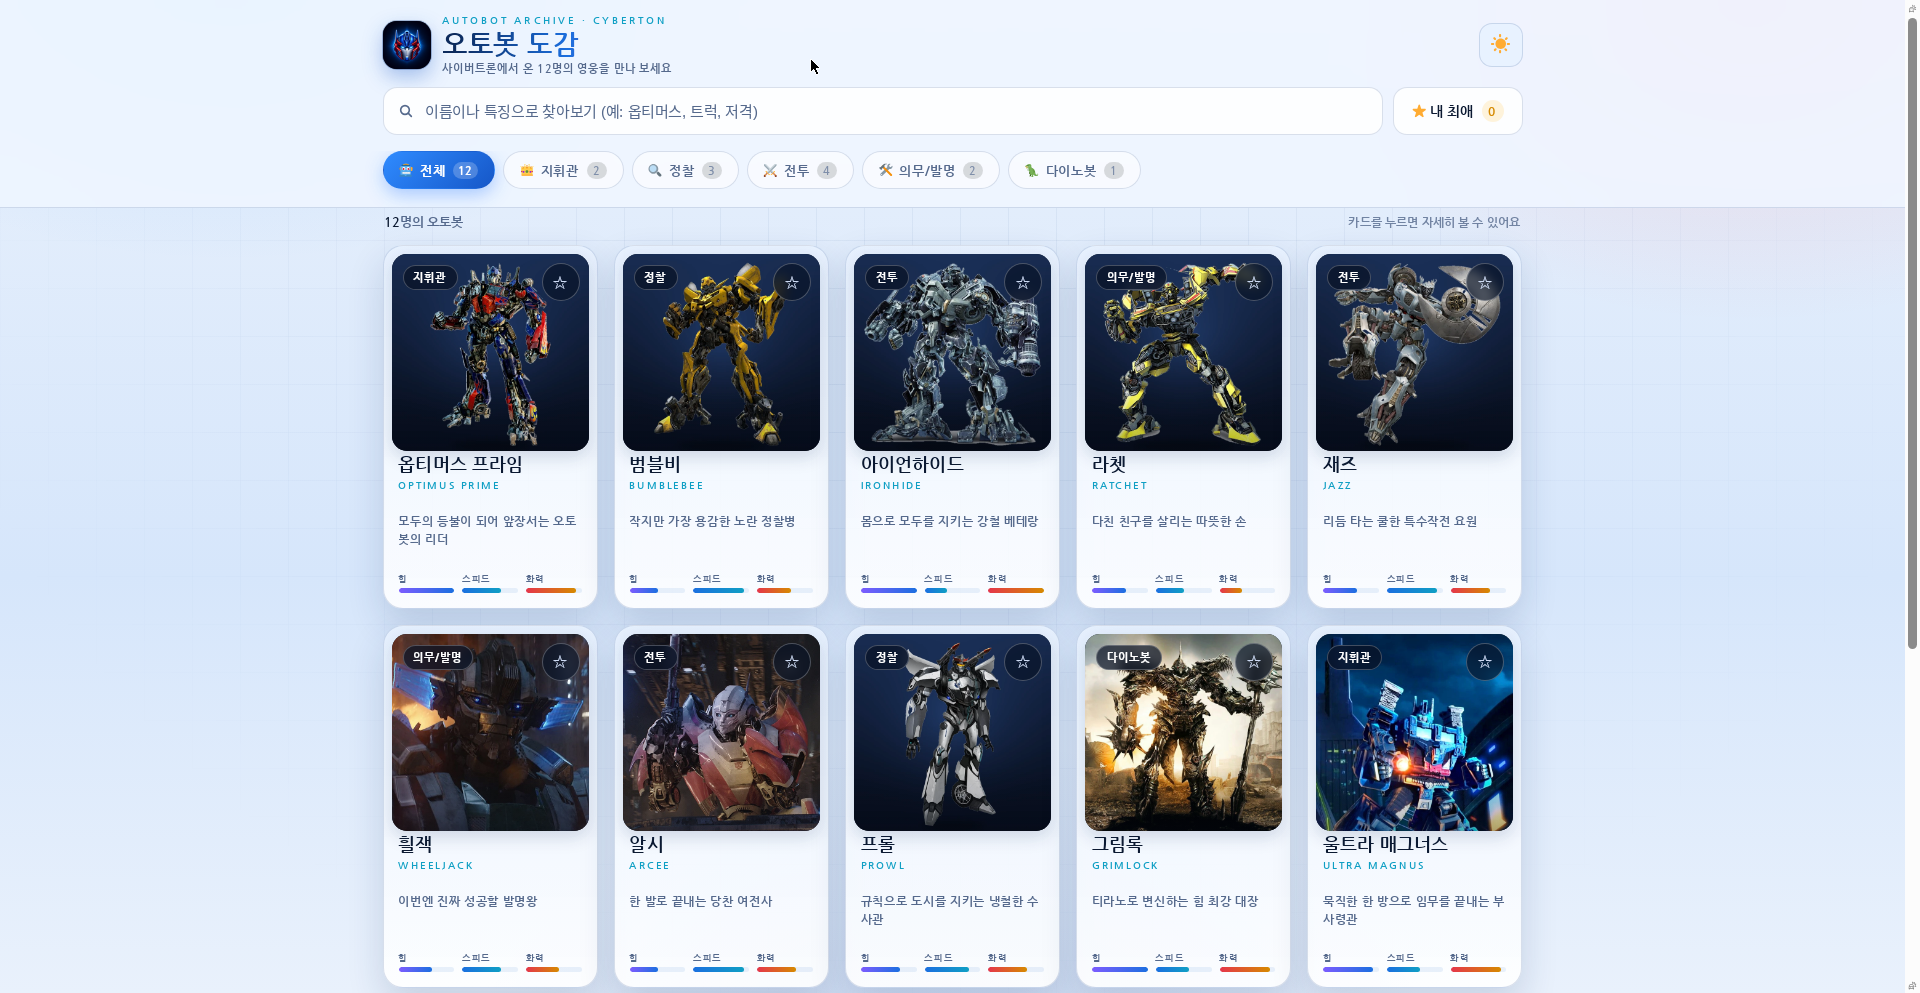 AUTOBOT ARCHIVE · CYBERTON
오토봇 도감
사이버트론에서 온 12명의 영웅을 만나 보세요
이름이나 특징으로 찾아보기 (예: 옵티머스, 트럭, 저격)
내 최애 0
전체 12
지휘관 2
정찰 3
전투 4
의무/발명 2
다이노봇 1
12명의 오토봇
카드를 누르면 자세히 볼 수 있어요
지휘관
옵티머스 프라임
OPTIMUS PRIME
모두의 등불이 되어 앞장서는 오토
봇의 리더
힘 스피드 화력
정찰
범블비
BUMBLEBEE
작지만 가장 용감한 노란 정찰병
힘 스피드 화력
전투
아이언하이드
IRONHIDE
몸으로 모두를 지키는 강철 베테랑
힘 스피드 화력
의무/발명
라쳇
RATCHET
다친 친구를 살리는 따뜻한 손
힘 스피드 화력
전투
재즈
JAZZ
리듬 타는 쿨한 특수작전 요원
힘 스피드 화력
의무/발명
휠잭
WHEELJACK
이번엔 진짜 성공할 발명왕
힘 스피드 화력
전투
알시
ARCEE
한 발로 끝내는 당찬 여전사
힘 스피드 화력
정찰
프롤
PROWL
규칙으로 도시를 지키는 냉철한 수
사관
힘 스피드 화력
다이노봇
그림록
GRIMLOCK
티라노로 변신하는 힘 최강 대장
힘 스피드 화력
지휘관
울트라 매그너스
ULTRA MAGNUS
묵직한 한 방으로 임무를 끝내는 부
사령관
힘 스피드 화력